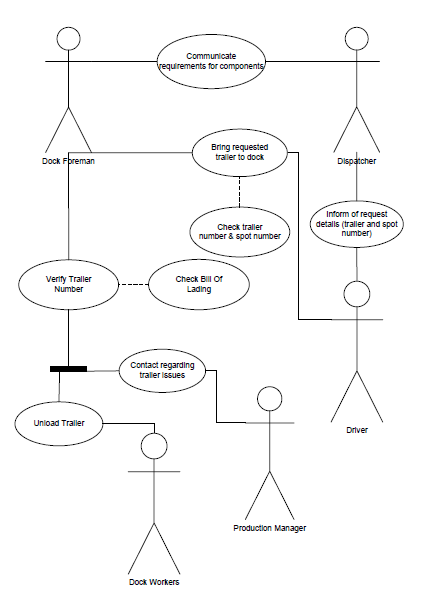 Communicate
requirements for components
Dock Foreman
Dispatcher
Bring requested
trailer to dock
Check trailer
number & spot number
Inform of request
details (trailer and spot
number)
Verify Trailer
Number
Check Bill Of
Lading
Contact regarding
trailer issues
Driver
Unload Trailer
Production Manager
Dock Workers